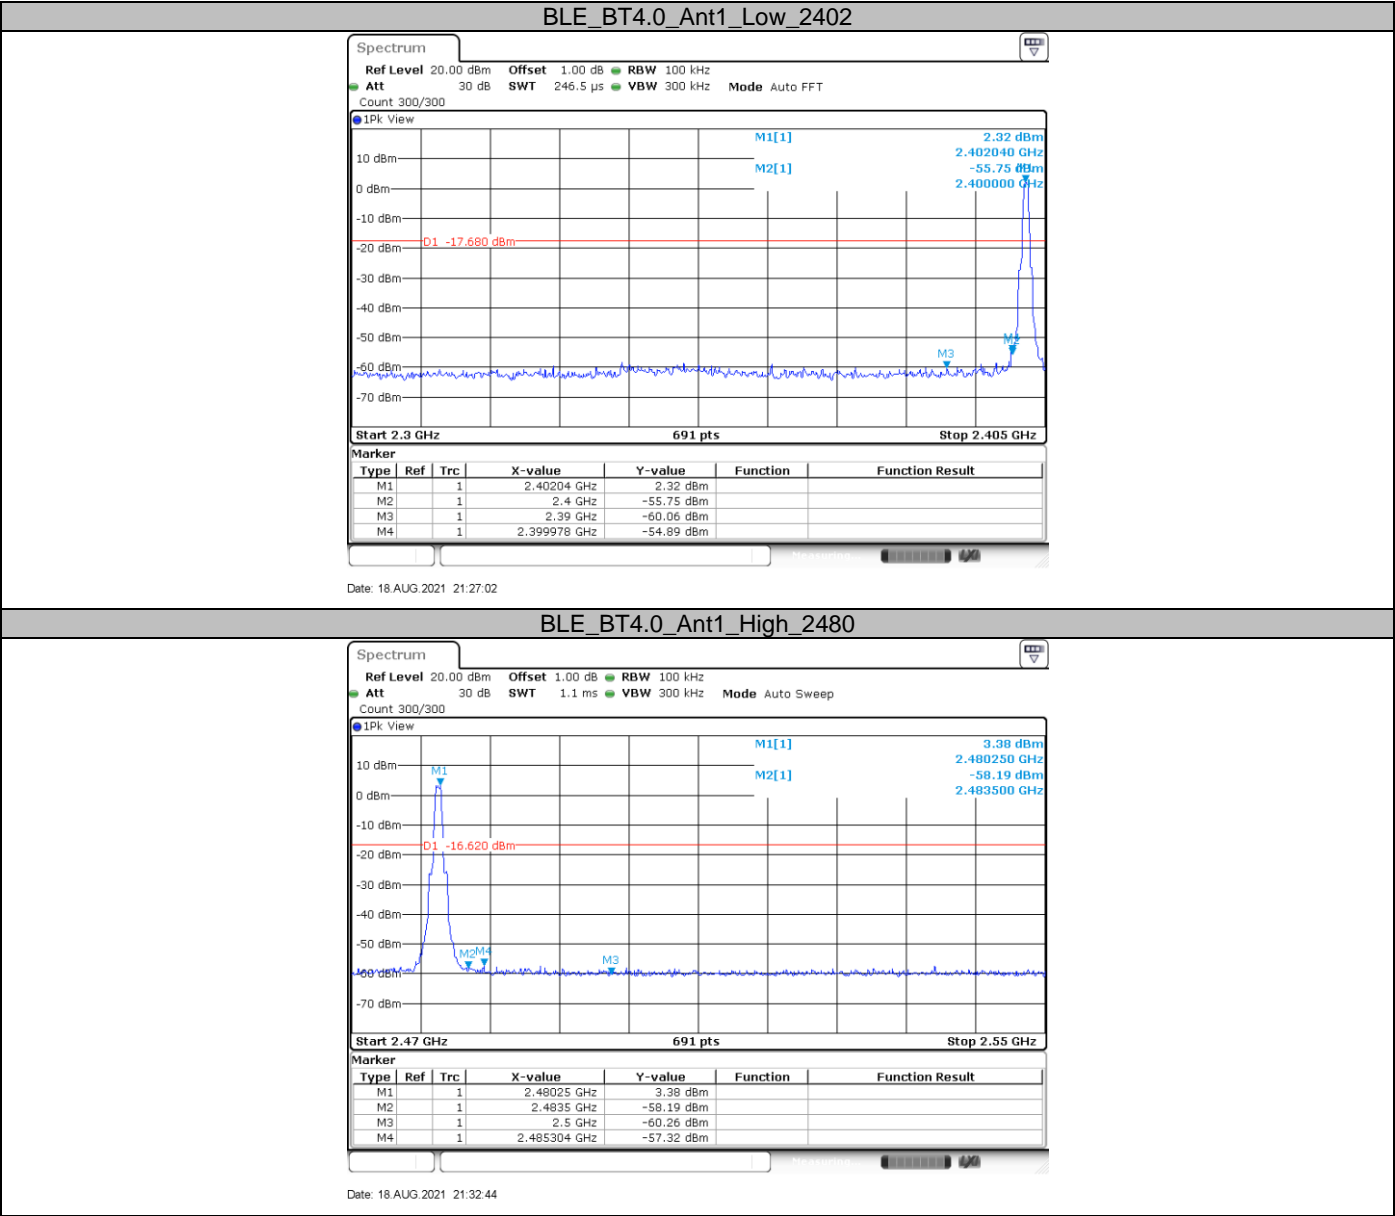 BLE_BT4.0_Ant1_Low_2402
Spectrum
Ref Level 20.00 dBm Offset 1.00 dB RBW 100 kHz
Att 30 dB SWT 246.5 µs VBW 300 kHz Mode Auto FFT
Count 300/300
1Pk View
M1[1] 2.32 dBm
2.402040 GHz
M2[1] -55.75 dBm
2.400000 GHz
10 dBm
0 dBm
-10 dBm
D1 -17.680 dBm
-20 dBm
-30 dBm
-40 dBm
-50 dBm
M3
-60 dBm
-70 dBm
Start 2.3 GHz 691 pts Stop 2.405 GHz
Marker
Type Ref Trc X-value Y-value Function Function Result
M1 1 2.40204 GHz 2.32 dBm
M2 1 2.4 GHz -55.75 dBm
M3 1 2.39 GHz -60.06 dBm
M4 1 2.399978 GHz -54.89 dBm
Measuring...
Date: 18.AUG.2021 21:27:02
BLE_BT4.0_Ant1_High_2480
Spectrum
Ref Level 20.00 dBm Offset 1.00 dB RBW 100 kHz
Att 30 dB SWT 1.1 ms VBW 300 kHz Mode Auto Sweep
Count 300/300
1Pk View
M1[1] 3.38 dBm
2.480250 GHz
M2[1] -58.19 dBm
2.483500 GHz
10 dBm
M1
0 dBm
-10 dBm
D1 -16.620 dBm
-20 dBm
-30 dBm
-40 dBm
-50 dBm
M2 M4 M3
-60 dBm
-70 dBm
Start 2.47 GHz 691 pts Stop 2.55 GHz
Marker
Type Ref Trc X-value Y-value Function Function Result
M1 1 2.48025 GHz 3.38 dBm
M2 1 2.4835 GHz -58.19 dBm
M3 1 2.5 GHz -60.26 dBm
M4 1 2.485304 GHz -57.32 dBm
Measuring...
Date: 18.AUG.2021 21:32:44